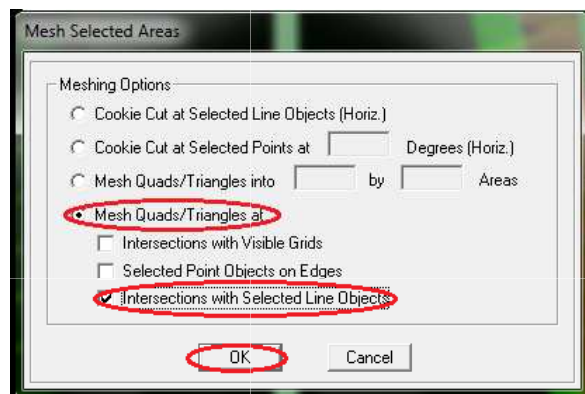 Mesh Selected Areas
Meshing Options
Cookie Cut at Selected Line Objects (Horiz.)
Cookie Cut at Selected Points at Degrees (Horiz.)
Mesh Quads/Triangles into by Areas
Mesh Quads/Triangles at
Intersections with Visible Grids
Selected Point Objects on Edges
Intersections with Selected Line Objects
OK Cancel